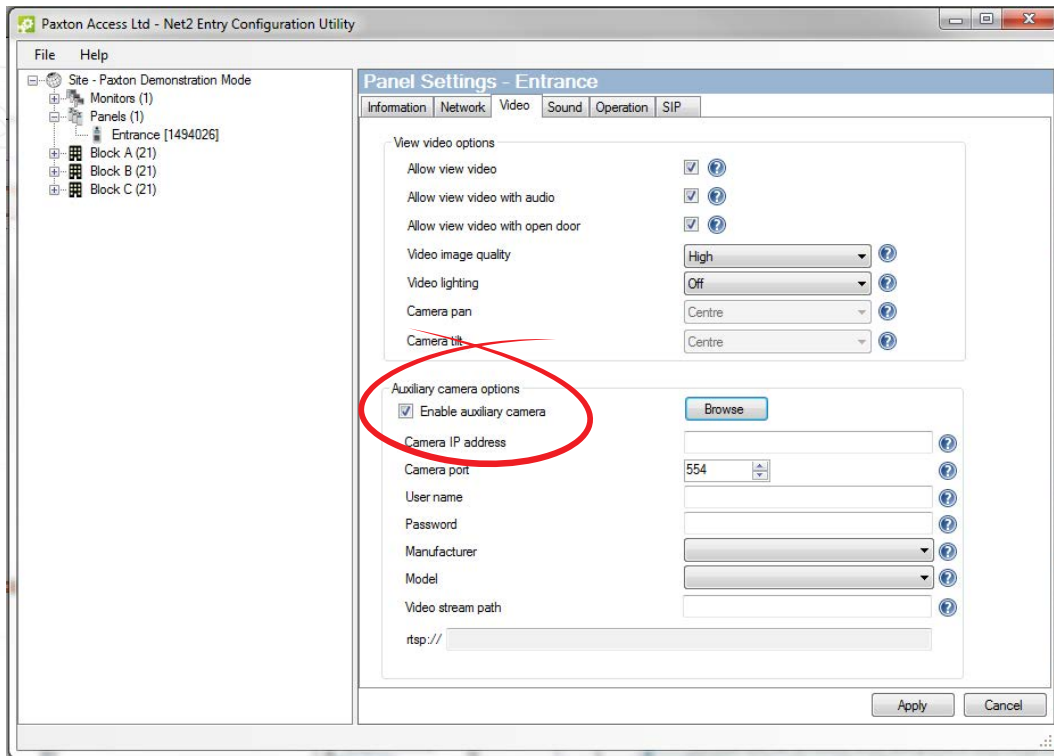 Paxton Access Ltd - Net2 Entry Configuration Utility
File Help
Site - Paxton Demonstration Mode
Monitors (1)
Panels (1)
Entrance [1494026]
Block A (21)
Block B (21)
Block C (21)
Panel Settings - Entrance
Information Network Video Sound Operation SIP
View video options
Allow view video
Allow view video with audio
Allow view video with open door
Video image quality High
Video lighting Off
Camera pan Centre
Camera tilt Centre
Auxiliary camera options
Enable auxiliary camera Browse
Camera IP address
Camera port 554
User name
Password
Manufacturer
Model
Video stream path
rtsp://
Apply Cancel